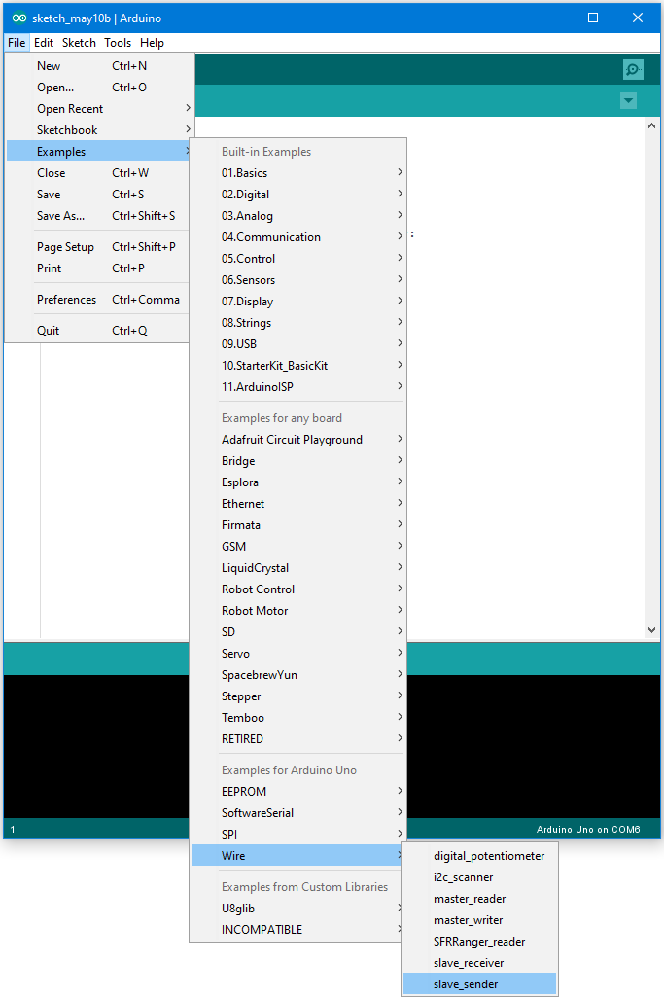 sketch_may10b | Arduino
File Edit Sketch Tools Help
New Ctrl+N
Open... Ctrl+O
Open Recent
Sketchbook
Examples
Close Ctrl+W
Save Ctrl+S
Save As... Ctrl+Shift+S
Page Setup Ctrl+Shift+P
Print Ctrl+P
Preferences Ctrl+Comma
Quit Ctrl+Q
Built-in Examples
01.Basics
02.Digital
03.Analog
04.Communication
05.Control
06.Sensors
07.Display
08.Strings
09.USB
10.StarterKit_BasicKit
11.ArduinoISP
Examples for any board
Adafruit Circuit Playground
Bridge
Esplora
Ethernet
Firmata
GSM
LiquidCrystal
Robot Control
Robot Motor
SD
Servo
SpacebrewYun
Stepper
Temboo
RETIRED
Examples for Arduino Uno
EEPROM
SoftwareSerial
SPI
Wire
Examples from Custom Libraries
U8glib
INCOMPATIBLE
digital_potentiometer
i2c_scanner
master_reader
master_writer
SFRRanger_reader
slave_receiver
slave_sender
1 Arduino Uno on COM6